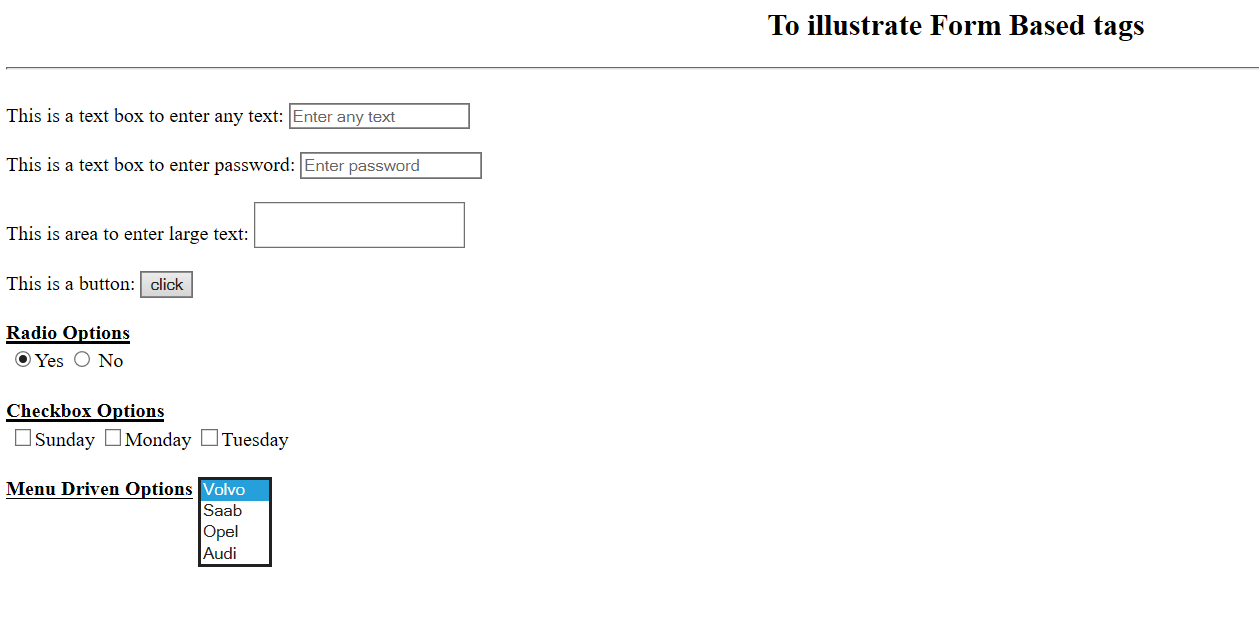 To illustrate Form Based tags
This is a text box to enter any text: Enter any text
This is a text box to enter password: Enter password
This is area to enter large text:
This is a button: click
Radio Options
Yes No
Checkbox Options
Sunday Monday Tuesday
Menu Driven Options Volvo
Saab
Opel
Audi